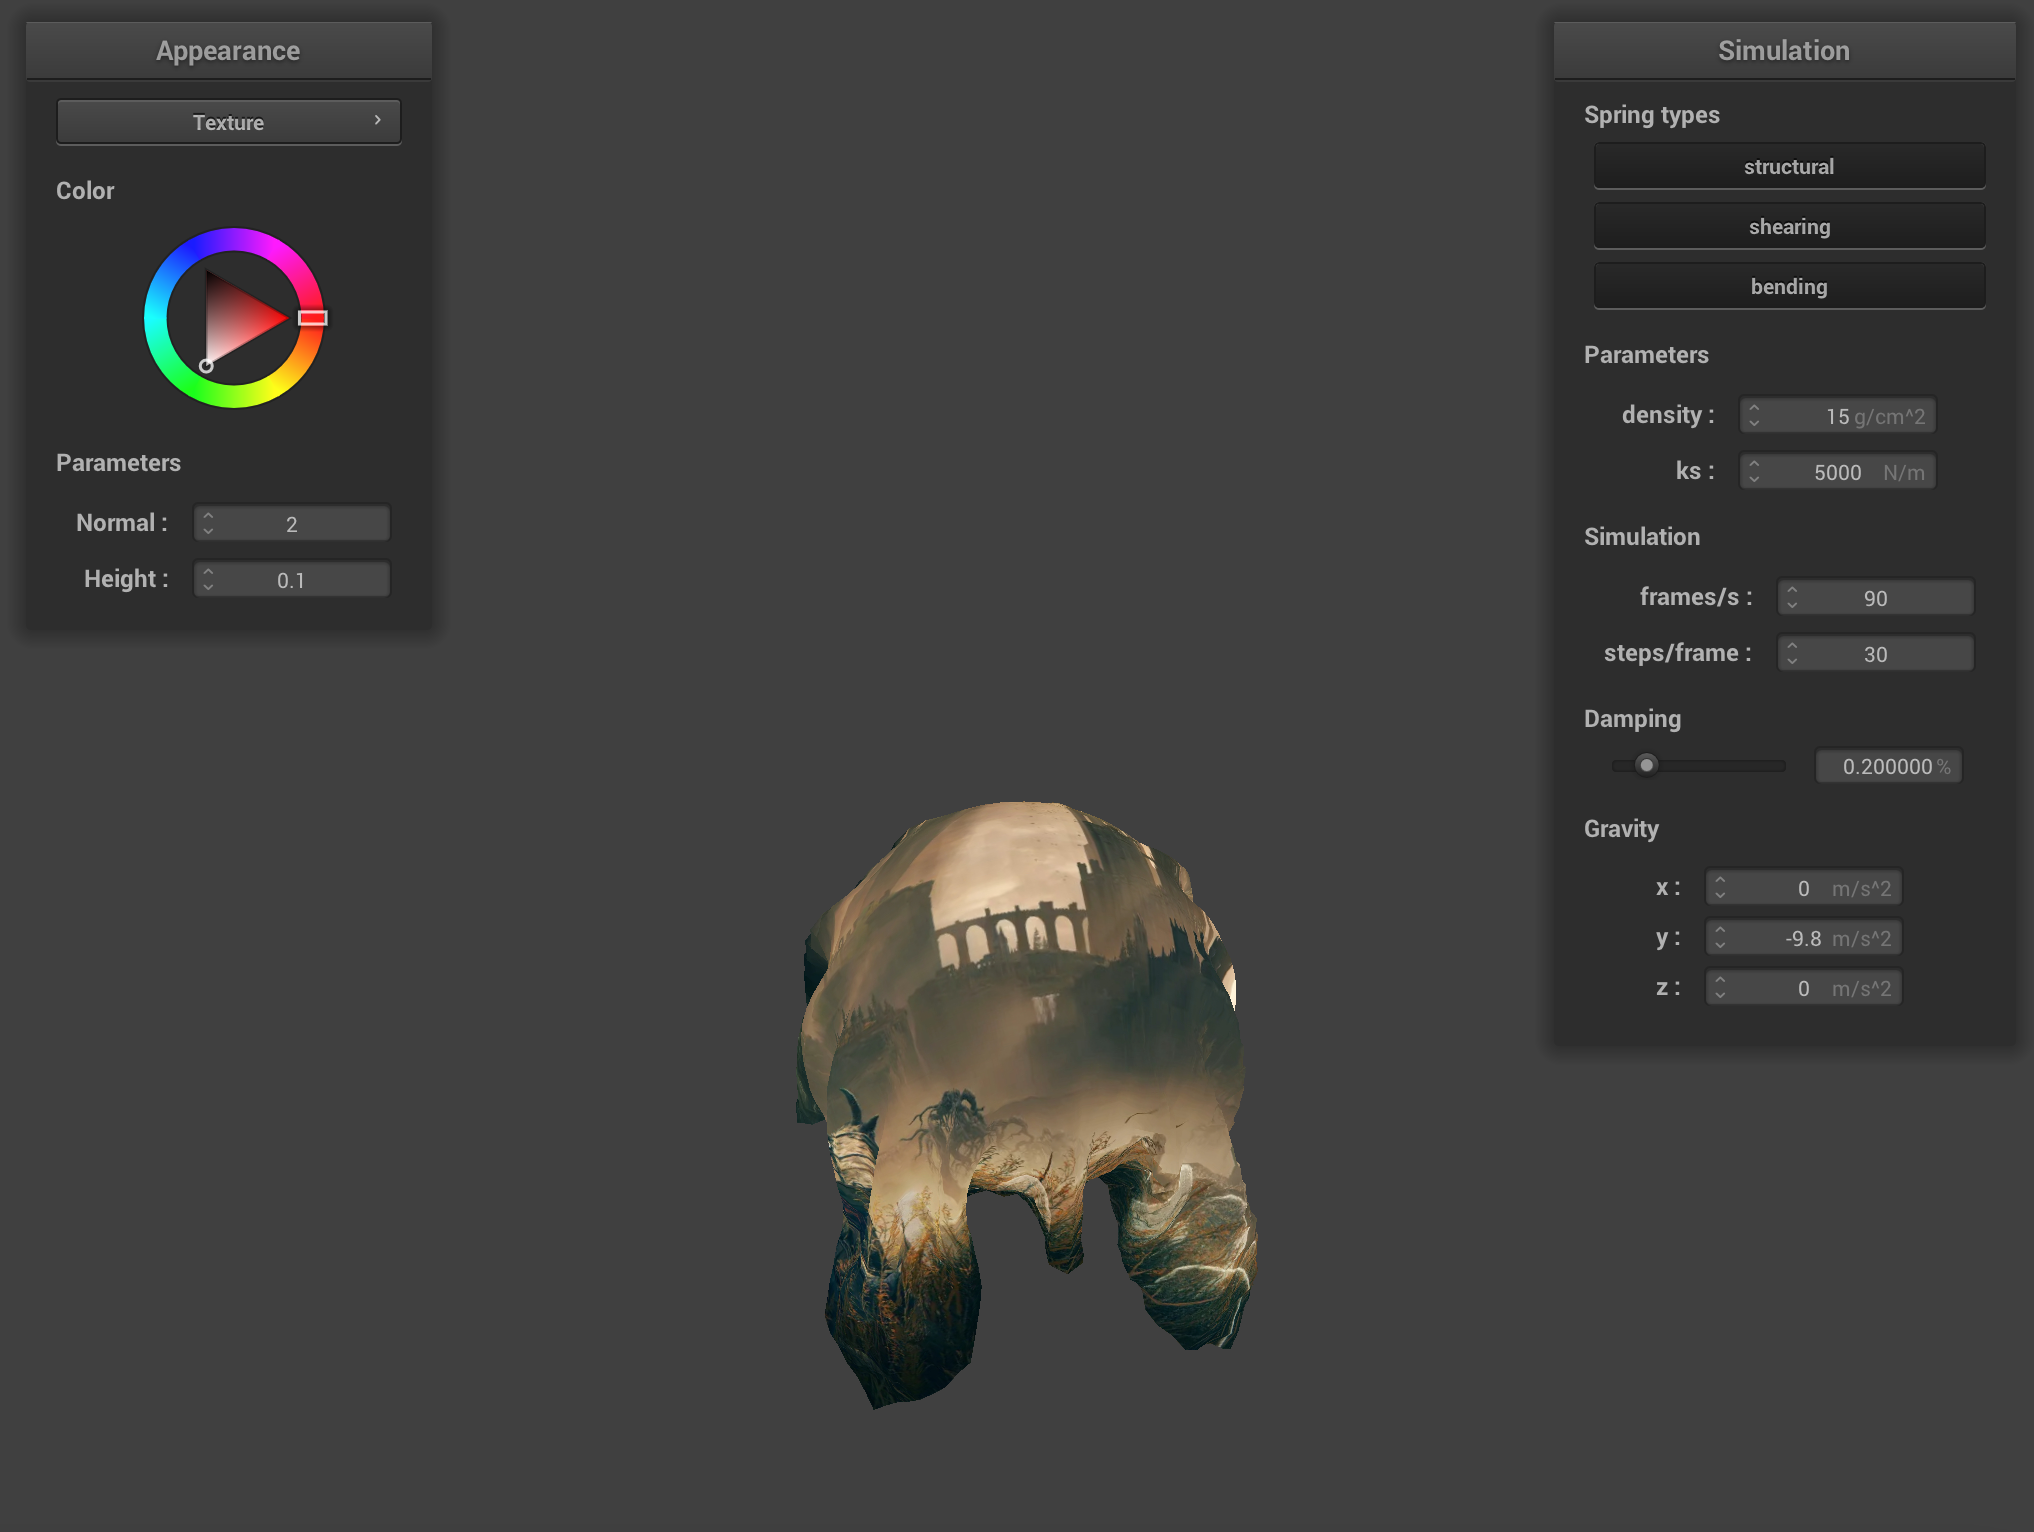 Appearance
Texture
Color
Parameters
Normal : 2
Height : 0.1
Simulation
Spring types
structural
shearing
bending
Parameters
density : 15 g/cm^2
ks : 5000 N/m
Simulation
frames/s : 90
steps/frame : 30
Damping
0.200000 %
Gravity
x : 0 m/s^2
y : -9.8 m/s^2
z : 0 m/s^2